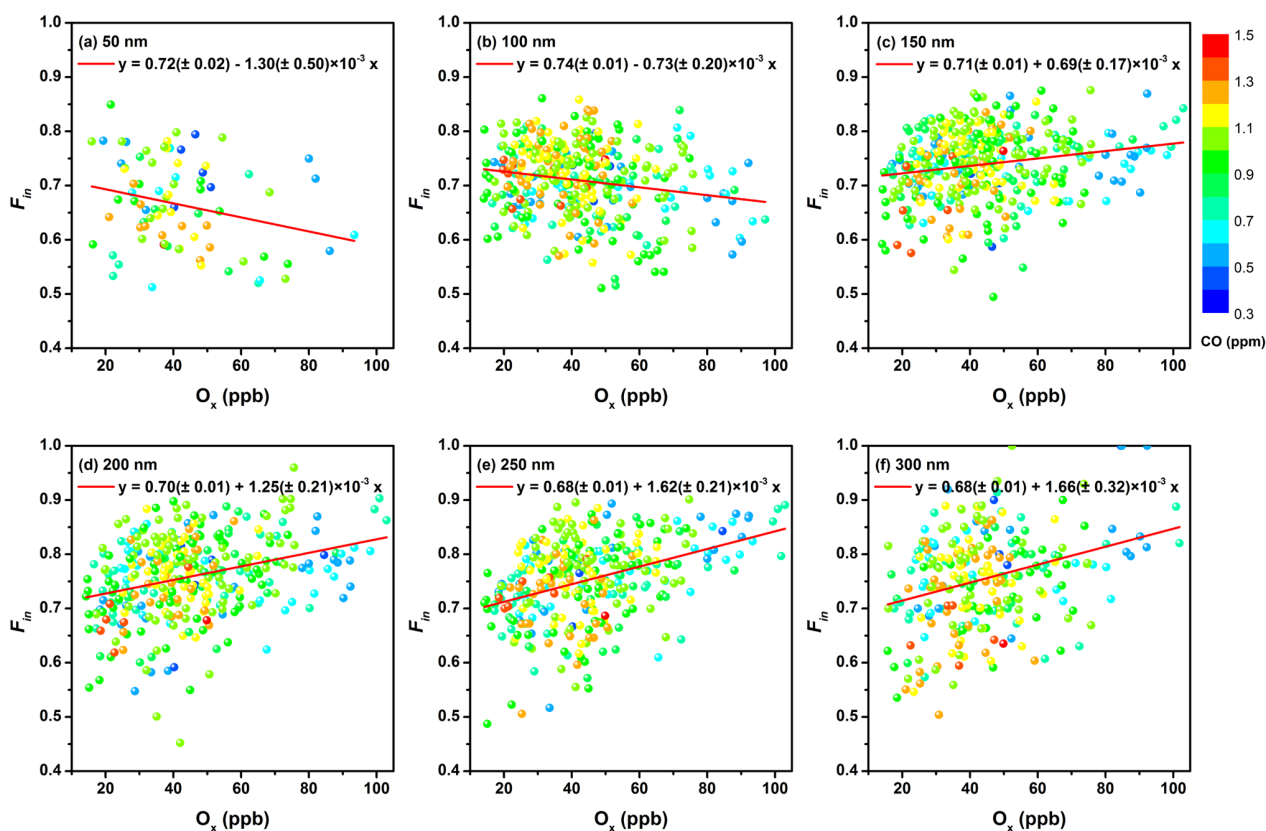 (a) 50 nm
y = 0.72(± 0.02) - 1.30(± 0.50)×10⁻³ x
1.0
0.9
0.8
0.7
0.6
0.5
0.4
F_in
20 40 60 80 100
Oₓ (ppb)
(b) 100 nm
y = 0.74(± 0.01) - 0.73(± 0.20)×10⁻³ x
1.0
0.9
0.8
0.7
0.6
0.5
0.4
F_in
20 40 60 80 100
Oₓ (ppb)
(c) 150 nm
y = 0.71(± 0.01) + 0.69(± 0.17)×10⁻³ x
1.0
0.9
0.8
0.7
0.6
0.5
0.4
F_in
20 40 60 80 100
Oₓ (ppb)
1.5
1.3
1.1
0.9
0.7
0.5
0.3
CO (ppm)
(d) 200 nm
y = 0.70(± 0.01) + 1.25(± 0.21)×10⁻³ x
1.0
0.9
0.8
0.7
0.6
0.5
0.4
F_in
20 40 60 80 100
Oₓ (ppb)
(e) 250 nm
y = 0.68(± 0.01) + 1.62(± 0.21)×10⁻³ x
1.0
0.9
0.8
0.7
0.6
0.5
0.4
F_in
20 40 60 80 100
Oₓ (ppb)
(f) 300 nm
y = 0.68(± 0.01) + 1.66(± 0.32)×10⁻³ x
1.0
0.9
0.8
0.7
0.6
0.5
0.4
F_in
20 40 60 80 100
Oₓ (ppb)